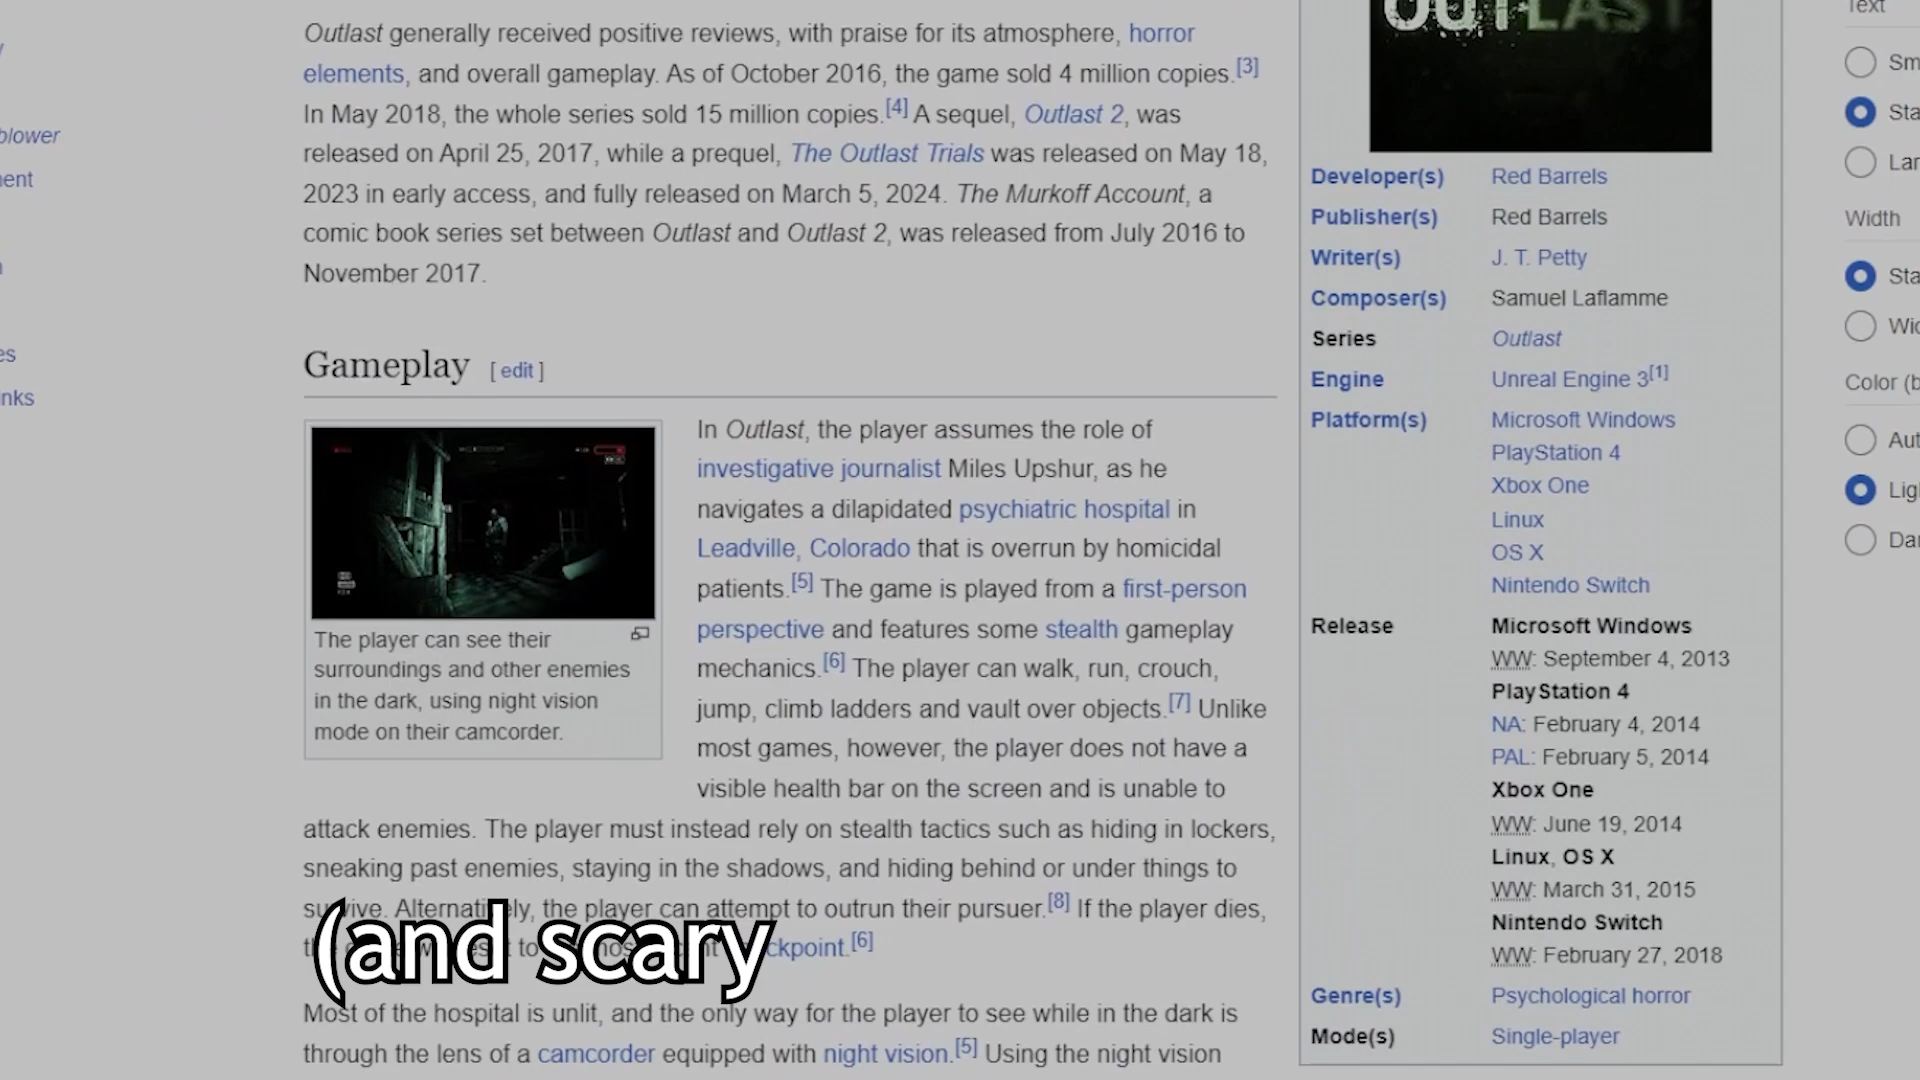 Outlast generally received positive reviews, with praise for its atmosphere, horror
elements, and overall gameplay. As of October 2016, the game sold 4 million copies.[3]
In May 2018, the whole series sold 15 million copies.[4] A sequel, Outlast 2, was
released on April 25, 2017, while a prequel, The Outlast Trials was released on May 18,
2023 in early access, and fully released on March 5, 2024. The Murkoff Account, a
comic book series set between Outlast and Outlast 2, was released from July 2016 to
November 2017.
Gameplay [ edit ]
The player can see their
surroundings and other enemies
in the dark, using night vision
mode on their camcorder.
In Outlast, the player assumes the role of
investigative journalist Miles Upshur, as he
navigates a dilapidated psychiatric hospital in
Leadville, Colorado that is overrun by homicidal
patients.[5] The game is played from a first-person
perspective and features some stealth gameplay
mechanics.[6] The player can walk, run, crouch,
jump, climb ladders and vault over objects.[7] Unlike
most games, however, the player does not have a
visible health bar on the screen and is unable to
attack enemies. The player must instead rely on stealth tactics such as hiding in lockers,
sneaking past enemies, staying in the shadows, and hiding behind or under things to
survive. Alternatively, the player can attempt to outrun their pursuer.[8] If the player dies,
[6]
(and scary
Most of the hospital is unlit, and the only way for the player to see while in the dark is
through the lens of a camcorder equipped with night vision.[5] Using the night vision
OUTLAST
Developer(s) Red Barrels
Publisher(s) Red Barrels
Writer(s) J. T. Petty
Composer(s) Samuel Laflamme
Series Outlast
Engine Unreal Engine 3[1]
Platform(s) Microsoft Windows
PlayStation 4
Xbox One
Linux
OS X
Nintendo Switch
Release Microsoft Windows
WW: September 4, 2013
PlayStation 4
NA: February 4, 2014
PAL: February 5, 2014
Xbox One
WW: June 19, 2014
Linux, OS X
WW: March 31, 2015
Nintendo Switch
WW: February 27, 2018
Genre(s) Psychological horror
Mode(s) Single-player
blower
ent
es
nks
Text
Sm
Sta
Lar
Width
Sta
Wid
Color (b
Aut
Lig
Dar